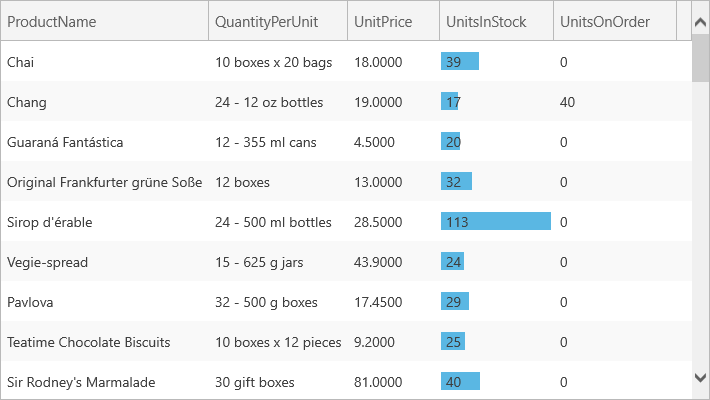 ProductName QuantityPerUnit UnitPrice UnitsInStock UnitsOnOrder
Chai 10 boxes x 20 bags 18.0000 39 0
Chang 24 - 12 oz bottles 19.0000 17 40
Guaraná Fantástica 12 - 355 ml cans 4.5000 20 0
Original Frankfurter grüne Soße 12 boxes 13.0000 32 0
Sirop d'érable 24 - 500 ml bottles 28.5000 113 0
Vegie-spread 15 - 625 g jars 43.9000 24 0
Pavlova 32 - 500 g boxes 17.4500 29 0
Teatime Chocolate Biscuits 10 boxes x 12 pieces 9.2000 25 0
Sir Rodney's Marmalade 30 gift boxes 81.0000 40 0